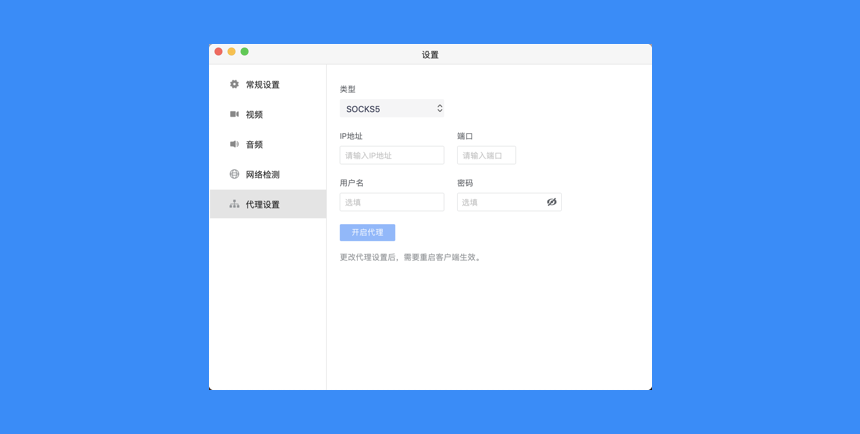 设置
常规设置
视频
音频
网络检测
代理设置
类型
SOCKS5
IP地址
端口
请输入IP地址
请输入端口
用户名
密码
选填
选填
开启代理
更改代理设置后，需要重启客户端生效。